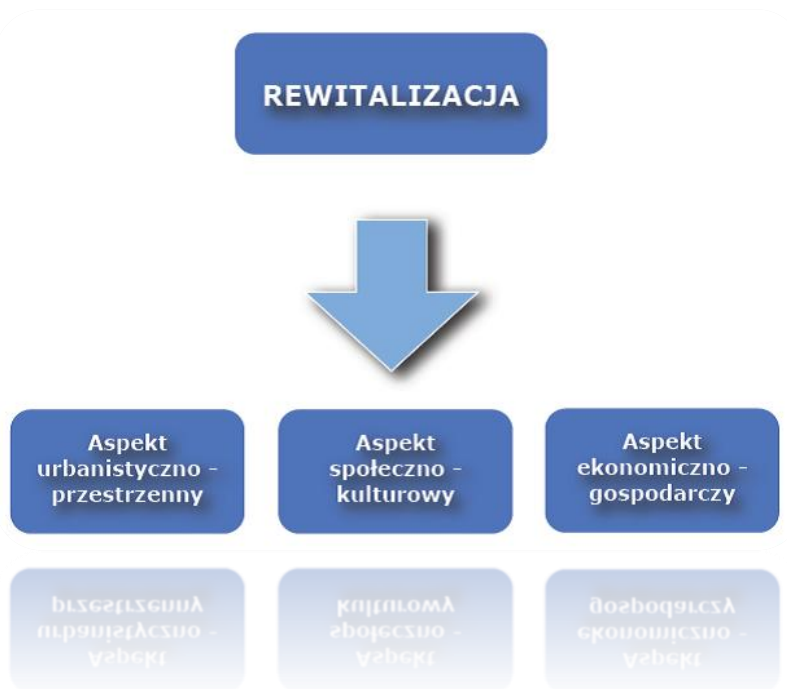 REWITALIZACJA
Aspekt
urbanistyczno -
przestrzenny
Aspekt
społeczno -
kulturowy
Aspekt
ekonomiczno -
gospodarczy